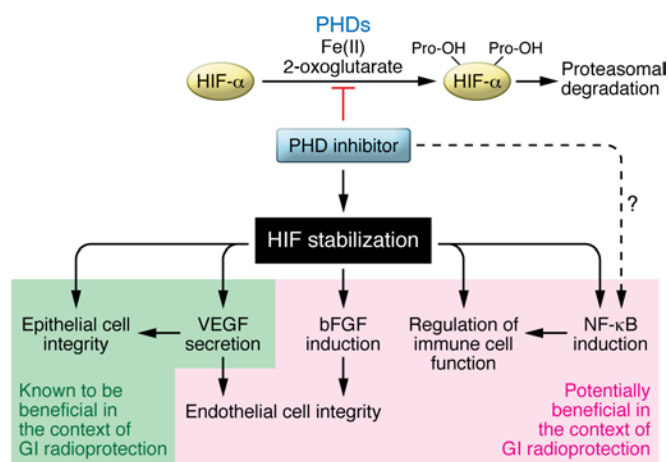 PHDs
Fe(II)
2-oxoglutarate
HIF-α
Pro-OH Pro-OH
HIF-α
Proteasomal
degradation
PHD inhibitor
?
HIF stabilization
Epithelial cell
integrity
VEGF
secretion
bFGF
induction
Regulation of
immune cell
function
NF-κB
induction
Endothelial cell integrity
Known to be
beneficial in
the context of
GI radioprotection
Potentially
beneficial in
the context of
GI radioprotection